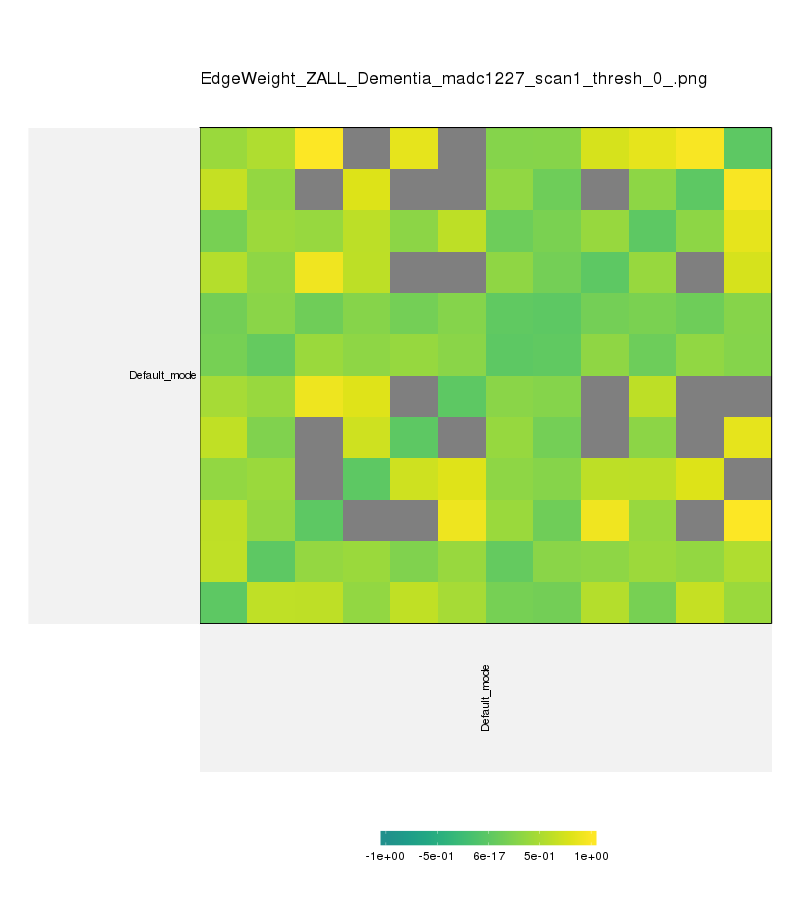 EdgeWeight_ZALL_Dementia_madc1227_scan1_thresh_0_.png
Default_mode
Default_mode
-1e+00 -5e-01 6e-17 5e-01 1e+00